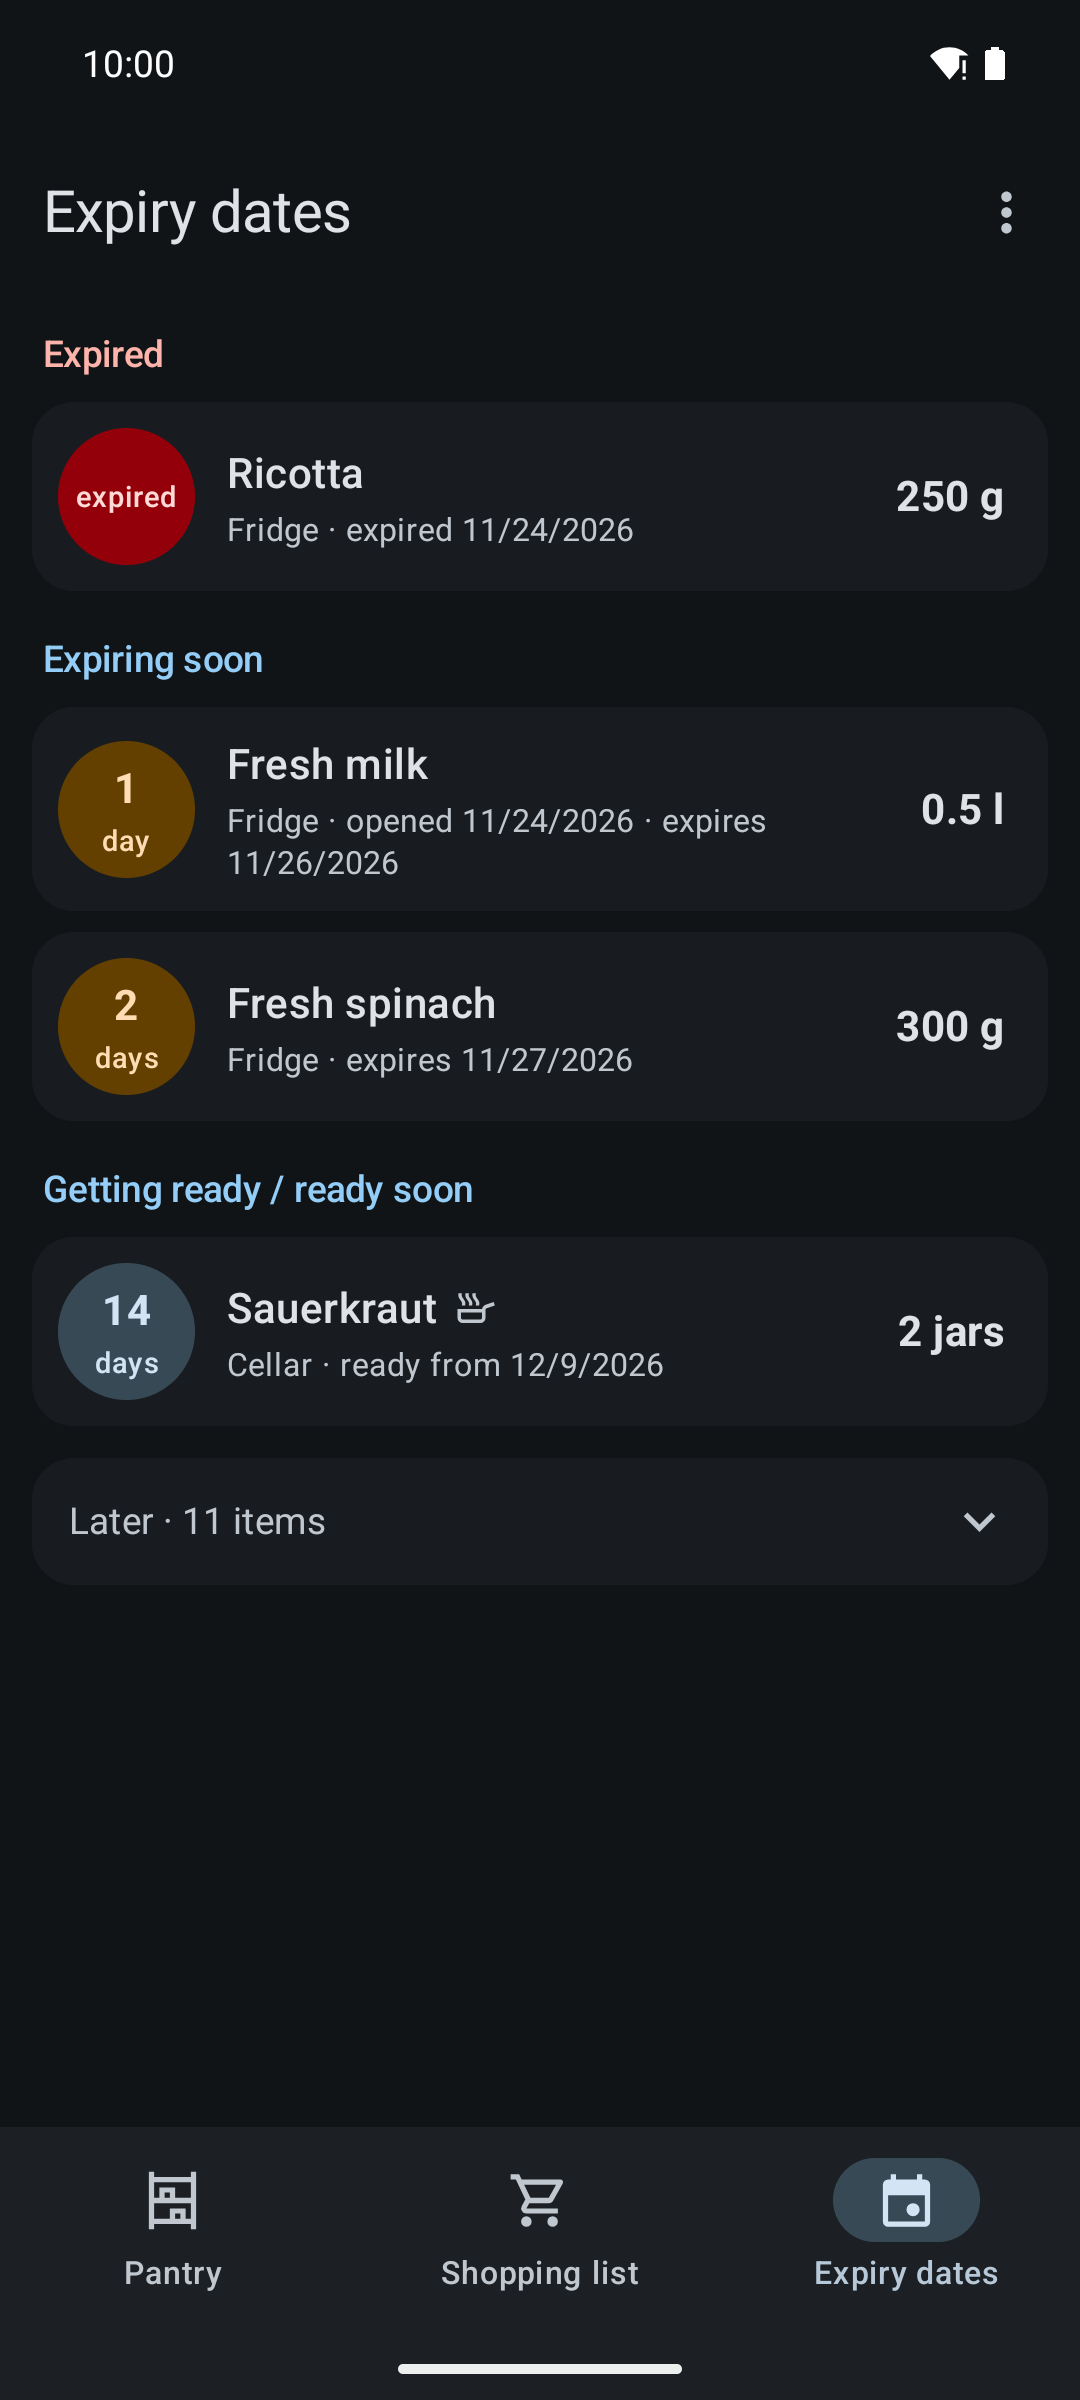 10:00
Expiry dates
Expired
expired
Ricotta
Fridge · expired 11/24/2026
250 g
Expiring soon
1
day
Fresh milk
Fridge · opened 11/24/2026 · expires
11/26/2026
0.5 l
2
days
Fresh spinach
Fridge · expires 11/27/2026
300 g
Getting ready / ready soon
14
days
Sauerkraut
Cellar · ready from 12/9/2026
2 jars
Later · 11 items
Pantry
Shopping list
Expiry dates